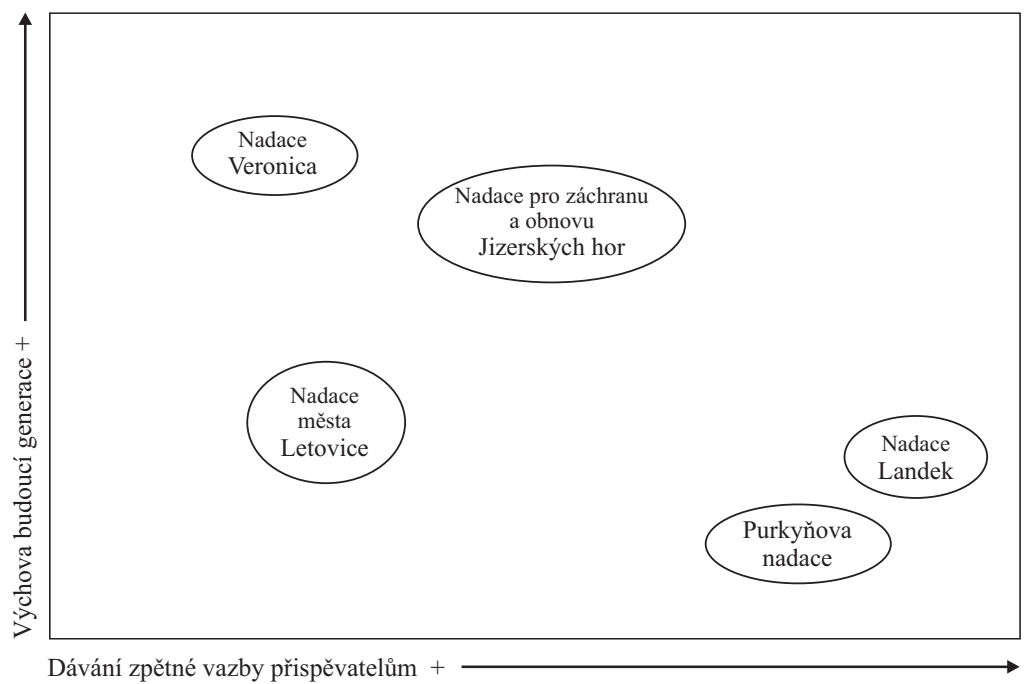 Nadace
Veronica
Nadace pro záchranu
a obnovu
Jizerských hor
Nadace
města
Letovice
Nadace
Landek
Purkyňova
nadace
Výchova budoucí generace +
Dávání zpětné vazby přispěvatelům +